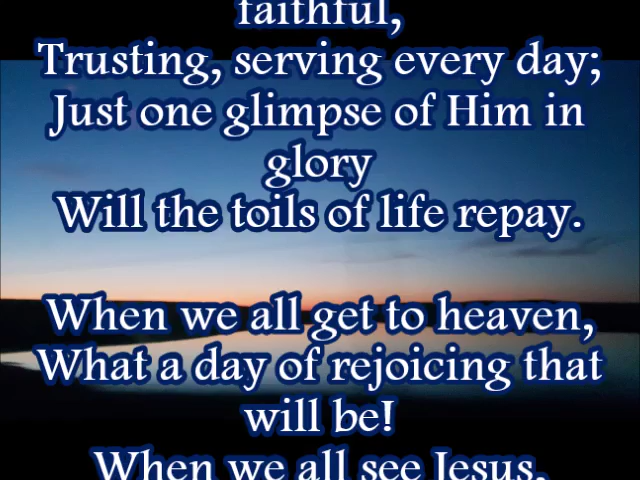 faithful,
Trusting, serving every day;
Just one glimpse of Him in
glory
Will the toils of life repay.
When we all get to heaven,
What a day of rejoicing that
will be!
When we all see Jesus,